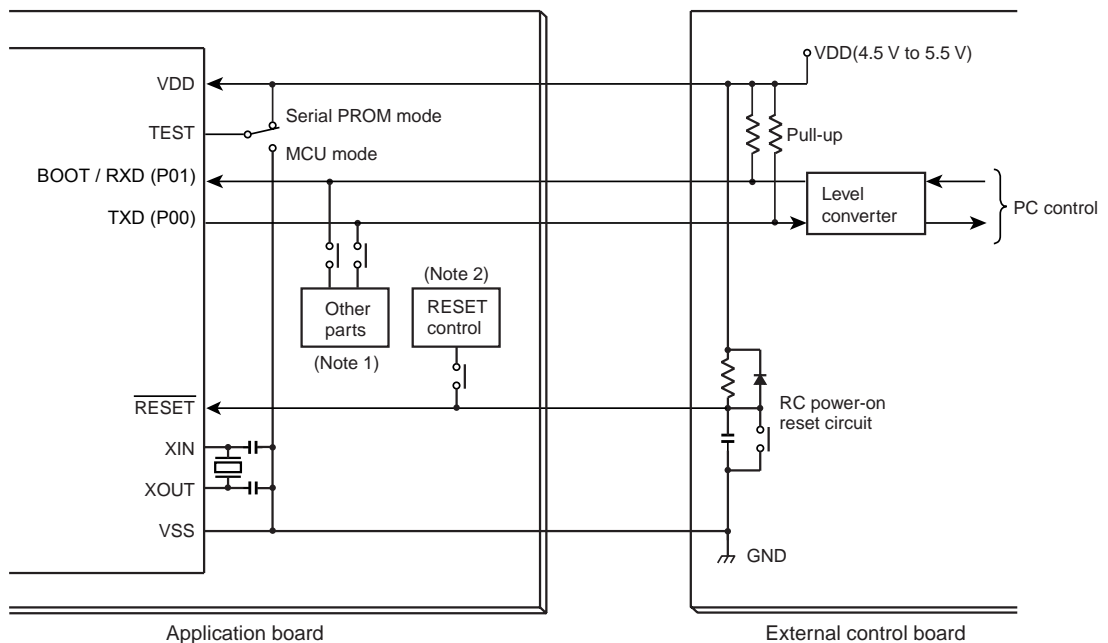 VDD(4.5 V to 5.5 V)
VDD
Serial PROM mode
TEST
Pull-up
MCU mode
BOOT / RXD (P01)
Level
converter
PC control
TXD (P00)
(Note 2)
Other
parts
RESET
control
(Note 1)
RESET
RC power-on
reset circuit
XIN
XOUT
VSS
GND
Application board
External control board